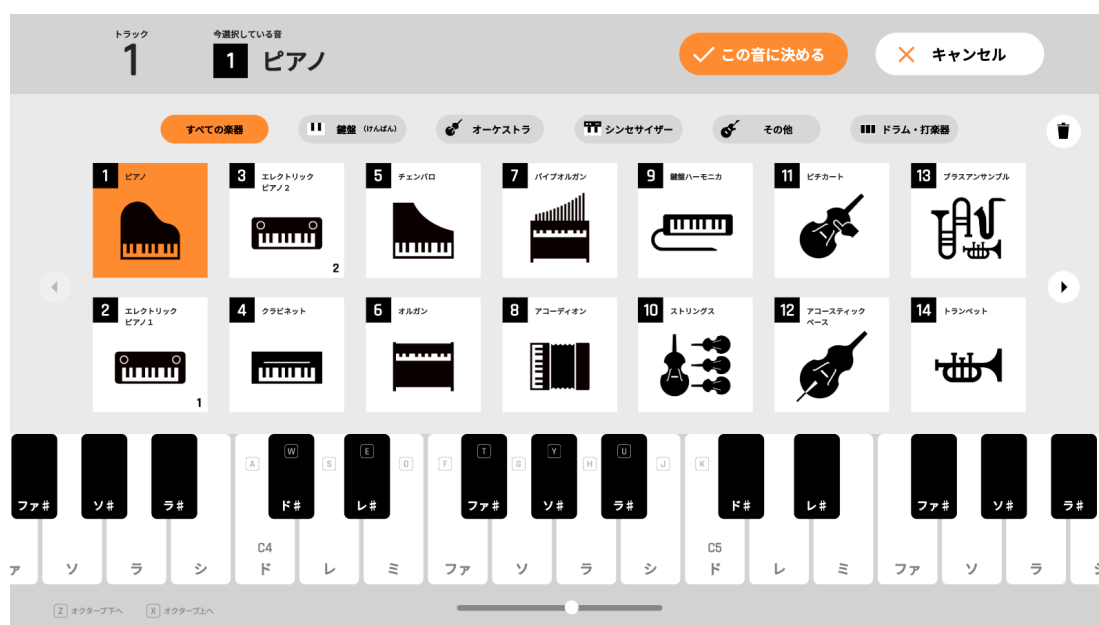 トラック
1
今選択している音
1 ピアノ
この音に決める
キャンセル
すべての楽器
鍵盤 (けんばん)
オーケストラ
シンセサイザー
その他
ドラム・打楽器
1 ピアノ
3 エレクトリック
ピアノ2
2
5 チェンバロ
7 パイプオルガン
9 鍵盤ハーモニカ
11 ピチカート
13 ブラスアンサンブル
2 エレクトリック
ピアノ1
1
4 クラビネット
6 オルガン
8 アコーディオン
10 ストリングス
12 アコースティック
ベース
14 トランペット
W E T Y U
A S D F G H J K
ファ# ソ# ラ# ド# レ# ファ# ソ# ラ# ド# レ# ファ# ソ# ラ#
C4 C5
ファ ソ ラ シ ド レ ミ ファ ソ ラ シ ド レ ミ ファ ソ ラ シ
Z オクターブ下へ X オクターブ上へ